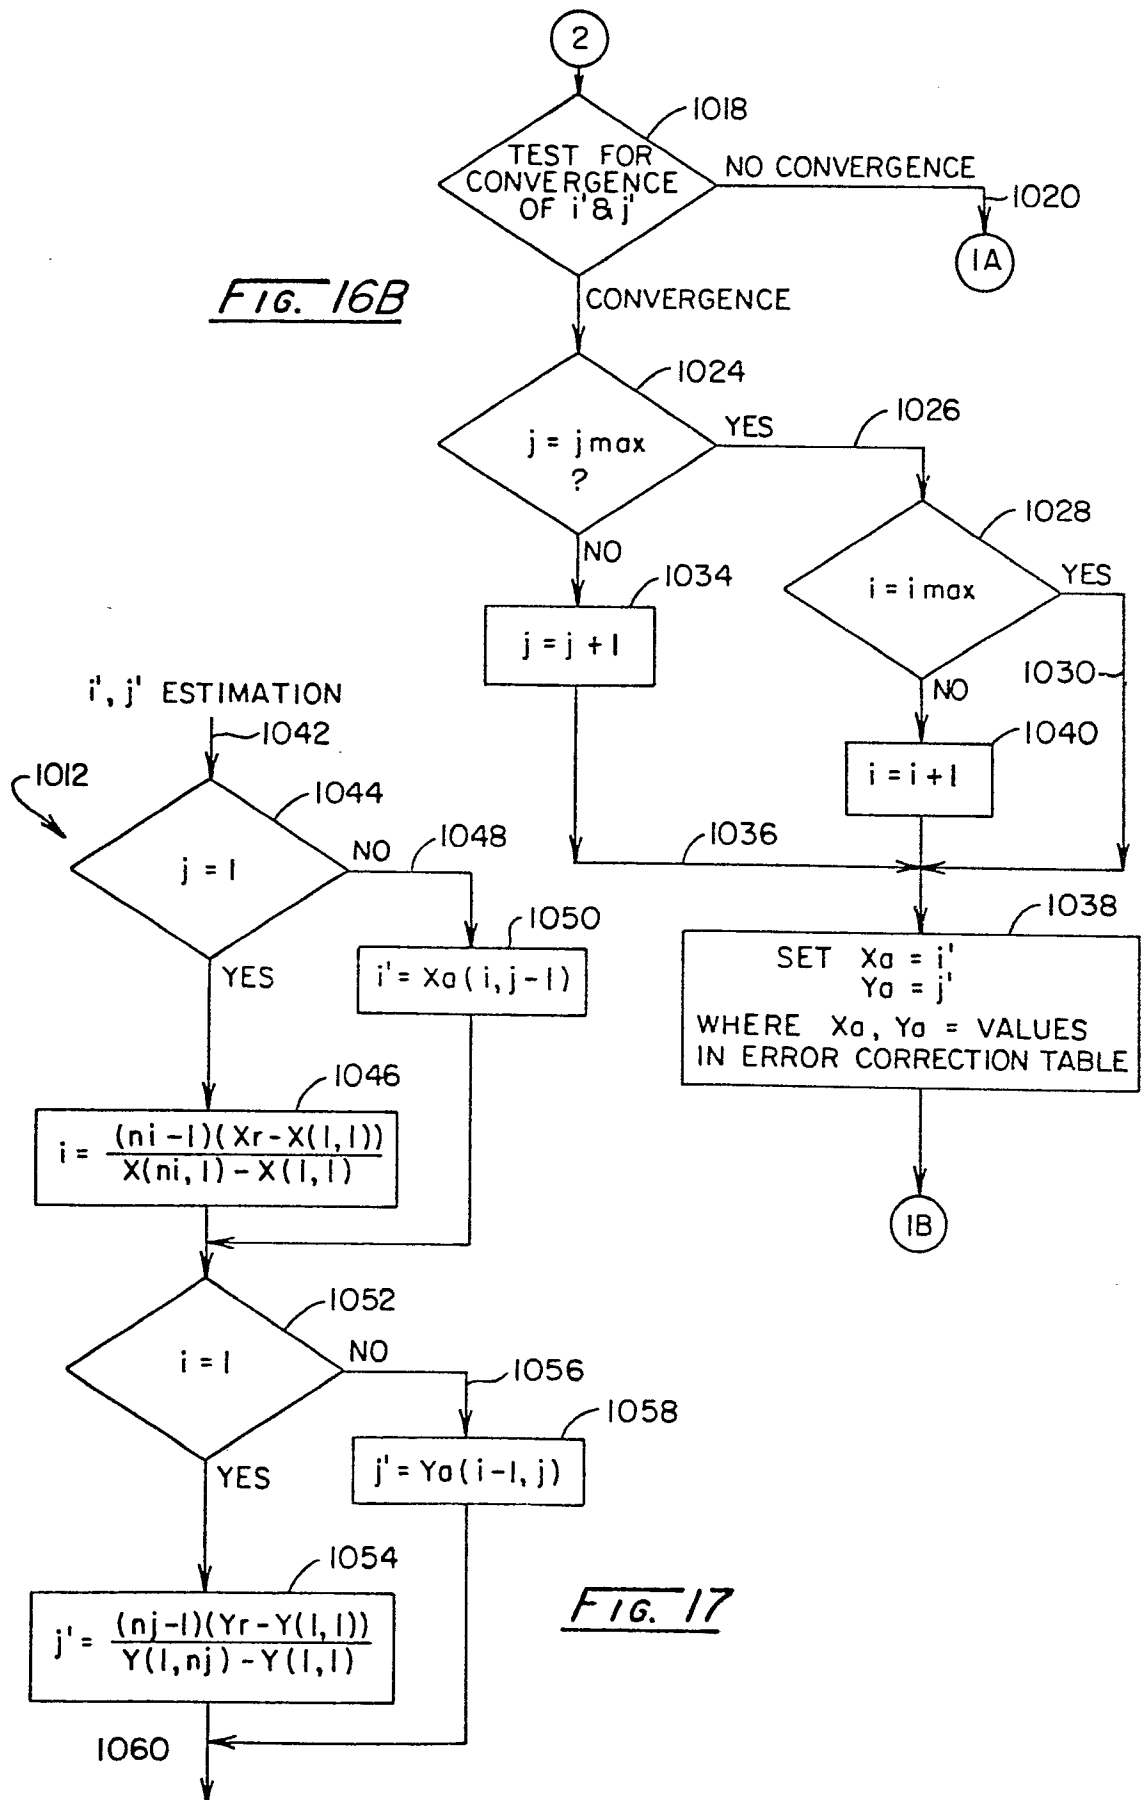 2
1018
TEST FOR
CONVERGENCE
OF i' & j'
NO CONVERGENCE
1020
1A
FIG. 16B
CONVERGENCE
1024
j = j max
?
YES
1026
NO
1028
i = i max
YES
1034
j = j + 1
1030
NO
1040
i = i + 1
1036
1038
SET Xa = i'
Ya = j'
WHERE Xa, Ya = VALUES
IN ERROR CORRECTION TABLE
1B
i', j' ESTIMATION
1042
1012
1044
j = 1
NO
1048
YES
1050
i' = Xa(i, j-1)
1046
i = (ni-1)(Xr-X(1,1))
X(ni,1)-X(1,1)
1052
i = 1
NO
1056
YES
1058
j' = Ya(i-1, j)
1054
j' = (nj-1)(Yr-Y(1,1))
Y(1,nj)-Y(1,1)
1060
FIG. 17